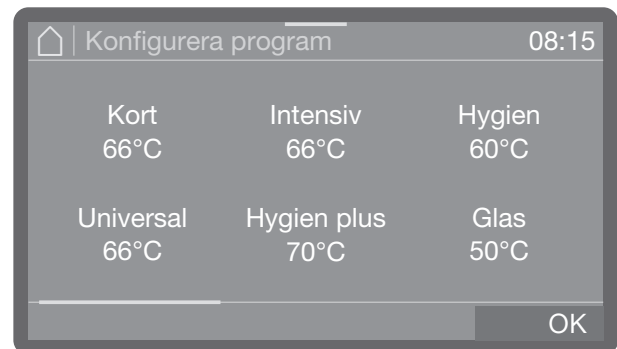 Konfigurera program 08:15
Kort Intensiv Hygien
66°C 66°C 60°C
Universal Hygien plus Glas
66°C 70°C 50°C
OK